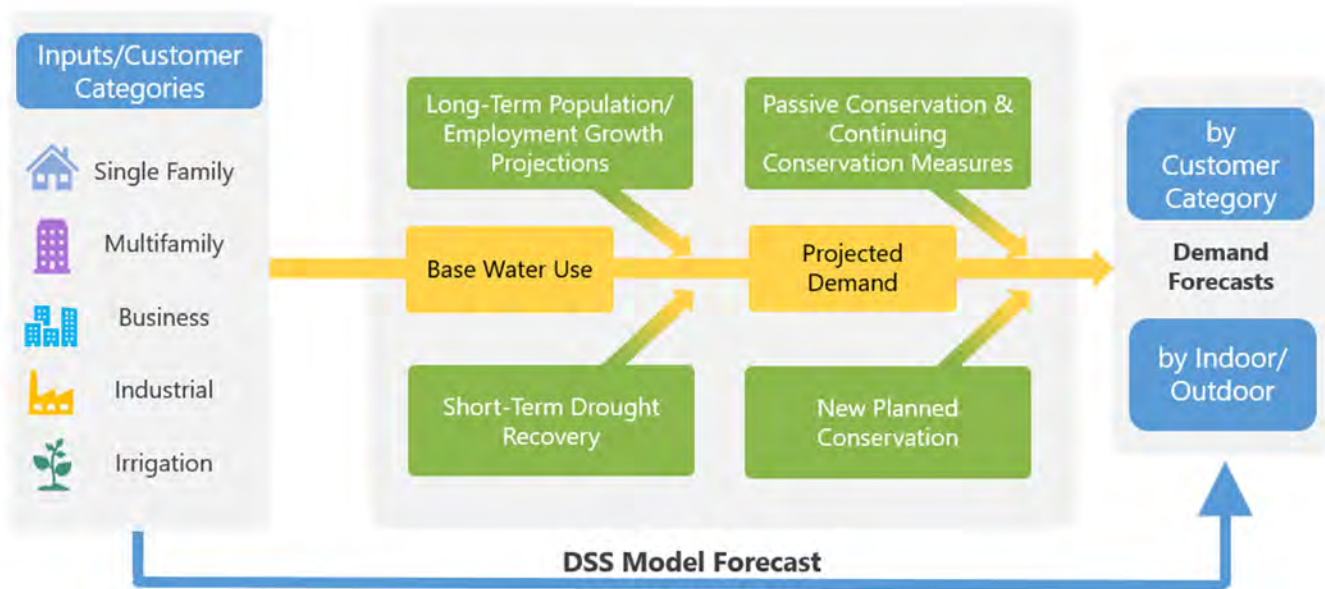 Inputs/Customer
Categories
Single Family
Multifamily
Business
Industrial
Irrigation
Long-Term Population/
Employment Growth
Projections
Passive Conservation &
Continuing
Conservation Measures
Base Water Use
Projected
Demand
Short-Term Drought
Recovery
New Planned
Conservation
by
Customer
Category
Demand
Forecasts
by Indoor/
Outdoor
DSS Model Forecast